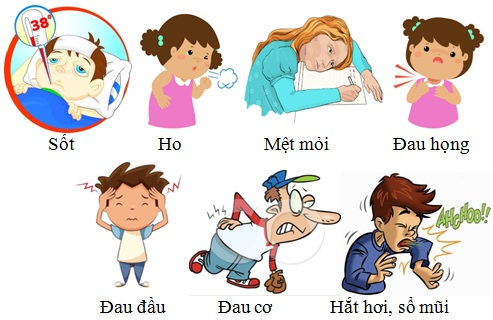 38°
Sốt
Ho
Mệt mỏi
Đau họng
AHCHOO!!
Đau đầu
Đau cơ
Hắt hơi, sổ mũi